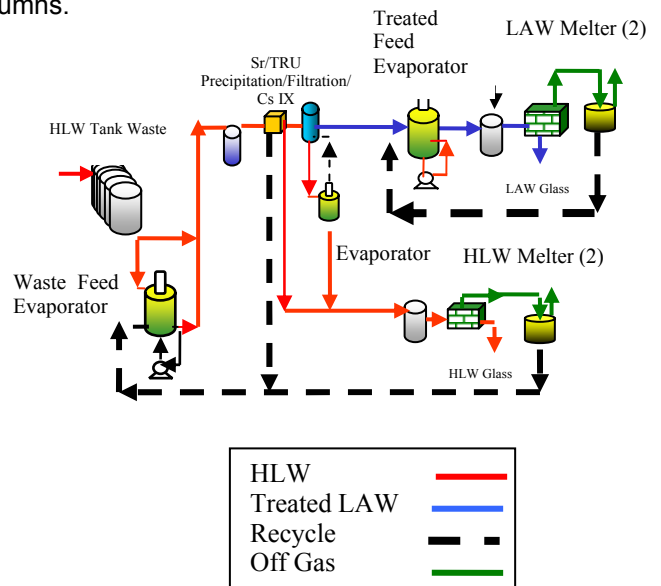 umns.
Treated
Feed
Evaporator
LAW Melter (2)
Sr/TRU
Precipitation/Filtration/
Cs IX
HLW Tank Waste
LAW Glass
Evaporator
HLW Melter (2)
Waste Feed
Evaporator
HLW Glass
HLW
Treated LAW
Recycle
Off Gas